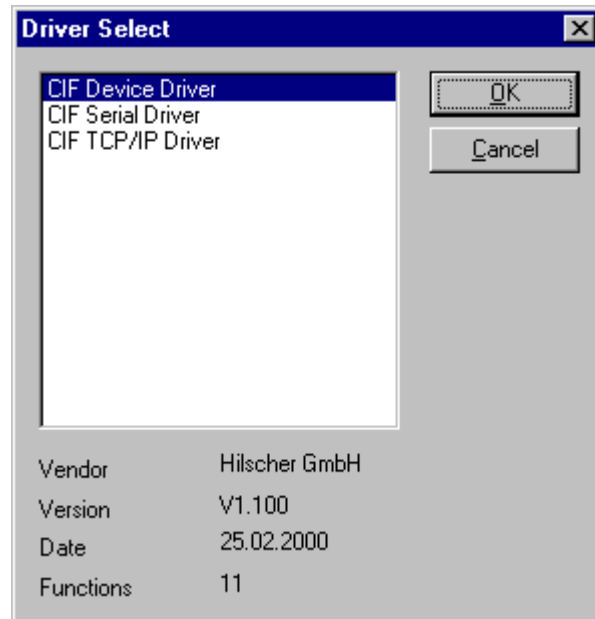 Driver Select
CIF Device Driver
CIF Serial Driver
CIF TCP/IP Driver
OK
Cancel
Vendor Hilscher GmbH
Version V1.100
Date 25.02.2000
Functions 11